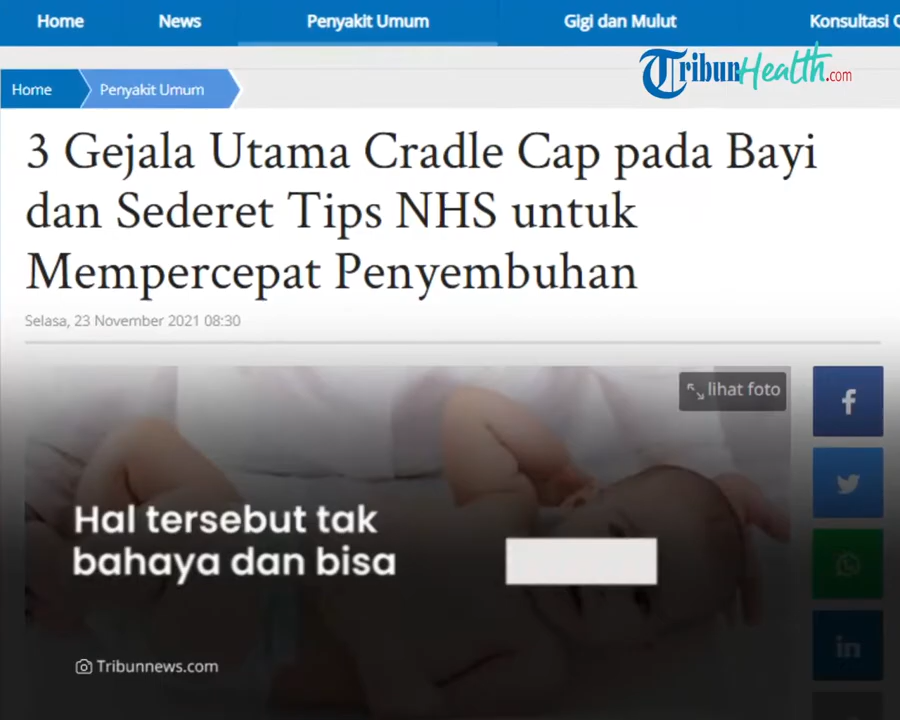 Home News Penyakit Umum Gigi dan Mulut Konsultasi
TribunHealth.com
Home Penyakit Umum
3 Gejala Utama Cradle Cap pada Bayi
dan Sederet Tips NHS untuk
Mempercepat Penyembuhan
Selasa, 23 November 2021 08:30
lihat foto
Hal tersebut tak
bahaya dan bisa
Tribunnews.com